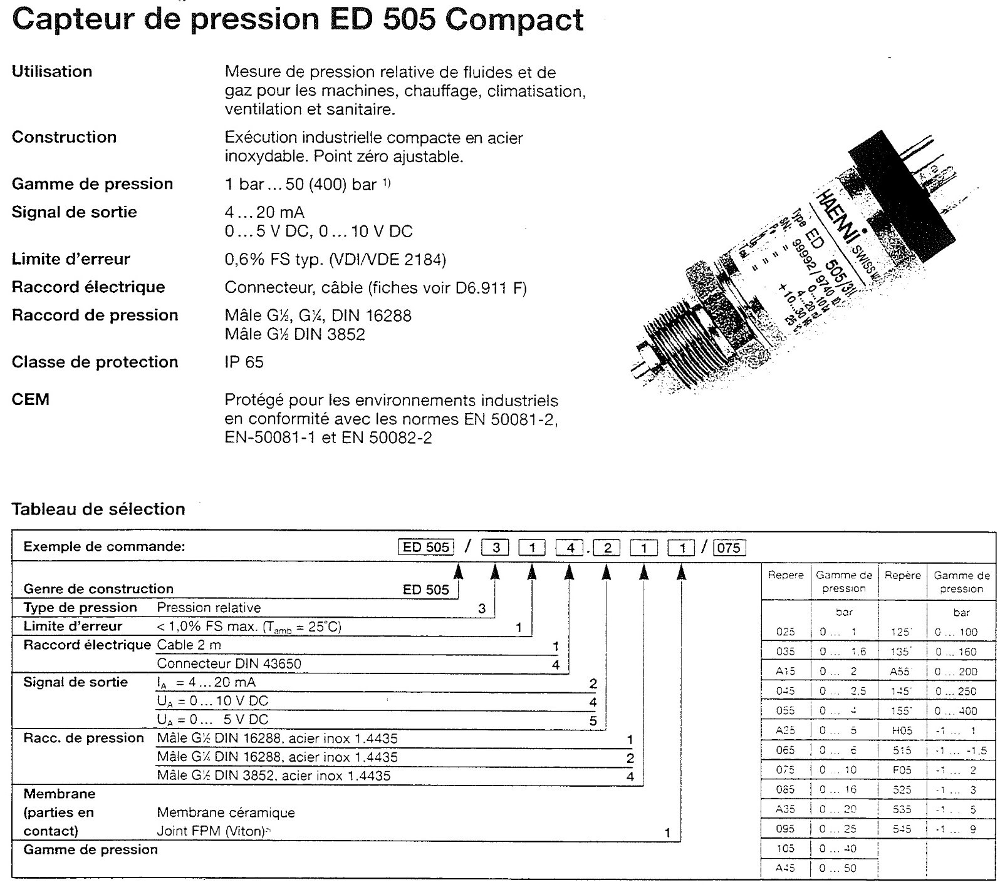 Capteur de pression ED 505 Compact
Utilisation Mesure de pression relative de fluides et de
gaz pour les machines, chauffage, climatisation,
ventilation et sanitaire.
Construction Exécution industrielle compacte en acier
inoxydable. Point zéro ajustable.
Gamme de pression 1 bar ... 50 (400) bar 1)
Signal de sortie 4 ... 20 mA
0 ... 5 V DC, 0 ... 10 V DC
Limite d'erreur 0,6% FS typ. (VDI/VDE 2184)
Raccord électrique Connecteur, câble (fiches voir D6.911 F)
Raccord de pression Mâle G½, G¼, DIN 16288
Mâle G½ DIN 3852
Classe de protection IP 65
CEM Protégé pour les environnements industriels
en conformité avec les normes EN 50081-2,
EN-50081-1 et EN 50082-2
HAENNI SWISS
Type ED 505/
SNr. 99992/9740
0...10
4...20
+10...30
25
Tableau de sélection
Exemple de commande: ED 505 / 3 1 4 . 2 1 1 / 075
Genre de construction ED 505
Type de pression Pression relative 3
Limite d'erreur < 1,0% FS max. (Tamb = 25°C) 1
Raccord électrique Cable 2 m 1
Connecteur DIN 43650 4
Signal de sortie IA = 4 ... 20 mA 2
UA = 0 ... 10 V DC 4
UA = 0 ... 5 V DC 5
Racc. de pression Mâle G½ DIN 16288, acier inox 1.4435 1
Mâle G¼ DIN 16288, acier inox 1.4435 2
Mâle G½ DIN 3852, acier inox 1.4435 4
Membrane
(parties en Membrane céramique
contact) Joint FPM (Viton) 1
Gamme de pression
Repere Gamme de Repère Gamme de
pression pression
bar bar
025 0 ... 1 125 0 ... 100
035 0 ... 1,6 135 0 ... 160
A15 0 ... 2 A55 0 ... 200
045 0 ... 2,5 145 0 ... 250
055 0 ... 4 155 0 ... 400
A25 0 ... 5 H05 -1 ... 1
065 0 ... 6 515 -1 ... -1,5
075 0 ... 10 F05 -1 ... 2
085 0 ... 16 525 -1 ... 3
A35 0 ... 20 535 -1 ... 5
095 0 ... 25 545 -1 ... 9
105 0 ... 40
A45 0 ... 50